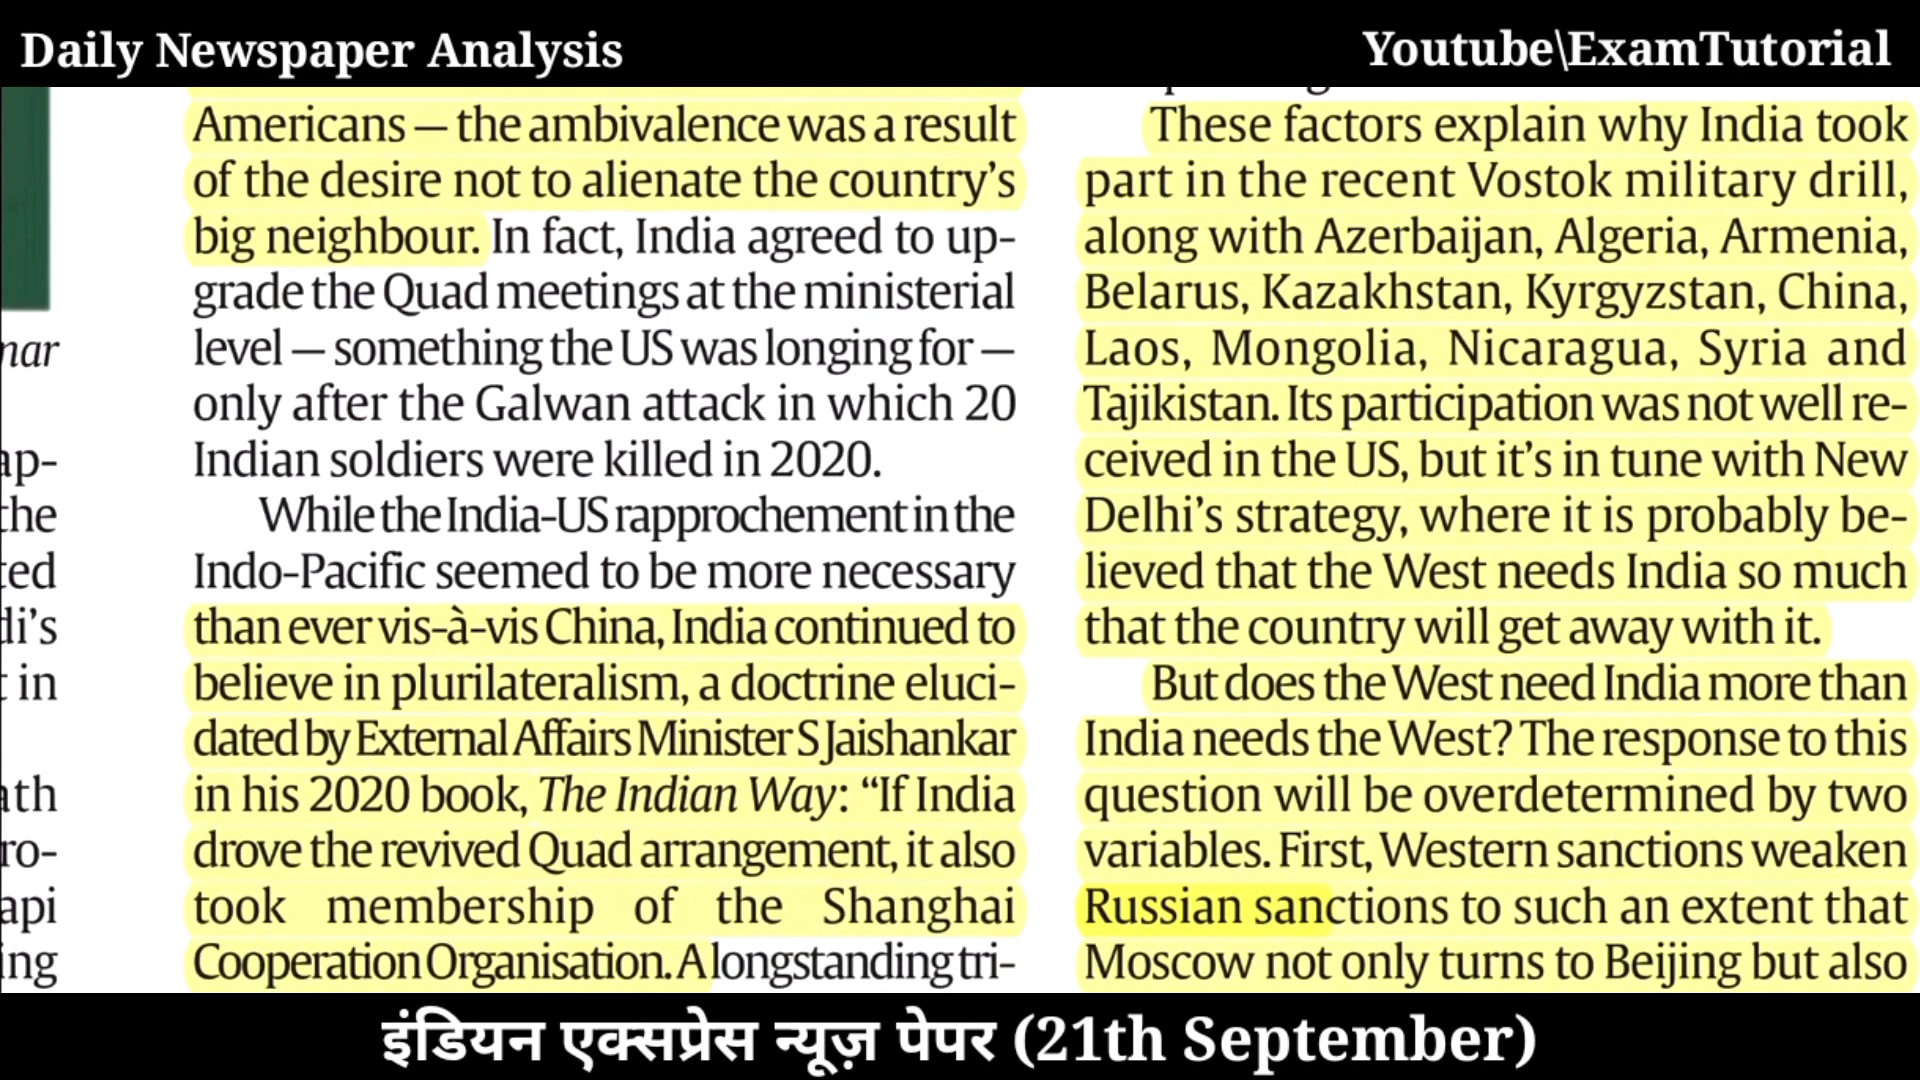 Daily Newspaper Analysis
Youtube\ExamTutorial
nar
ap-
the
ted
di's
t in
ath
ro-
api
ing
Americans — the ambivalence was a result
of the desire not to alienate the country's
big neighbour. In fact, India agreed to up-
grade the Quad meetings at the ministerial
level — something the US was longing for —
only after the Galwan attack in which 20
Indian soldiers were killed in 2020.
While the India-US rapprochement in the
Indo-Pacific seemed to be more necessary
than ever vis-à-vis China, India continued to
believe in plurilateralism, a doctrine eluci-
dated by External Affairs Minister S Jaishankar
in his 2020 book, The Indian Way: “If India
drove the revived Quad arrangement, it also
took membership of the Shanghai
Cooperation Organisation. A longstanding tri-
These factors explain why India took
part in the recent Vostok military drill,
along with Azerbaijan, Algeria, Armenia,
Belarus, Kazakhstan, Kyrgyzstan, China,
Laos, Mongolia, Nicaragua, Syria and
Tajikistan. Its participation was not well re-
ceived in the US, but it's in tune with New
Delhi's strategy, where it is probably be-
lieved that the West needs India so much
that the country will get away with it.
But does the West need India more than
India needs the West? The response to this
question will be overdetermined by two
variables. First, Western sanctions weaken
Russian sanctions to such an extent that
Moscow not only turns to Beijing but also
इंडियन एक्सप्रेस न्यूज़ पेपर (21th September)